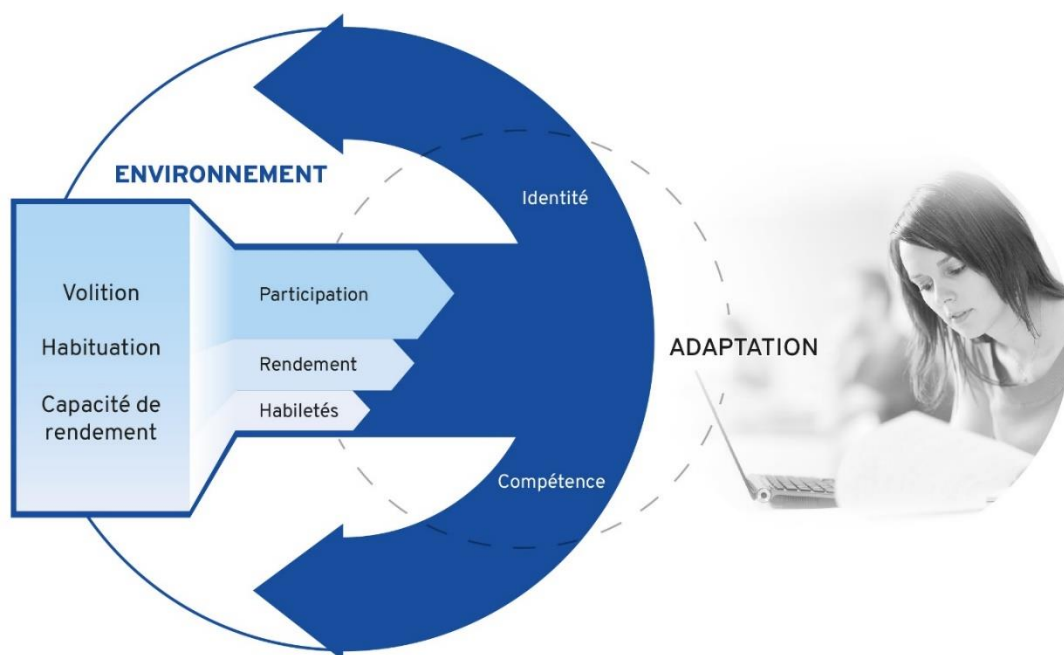 ENVIRONNEMENT
Identité
Volition
Participation
Habituation
Rendement
ADAPTATION
Capacité de
rendement
Habiletés
Compétence